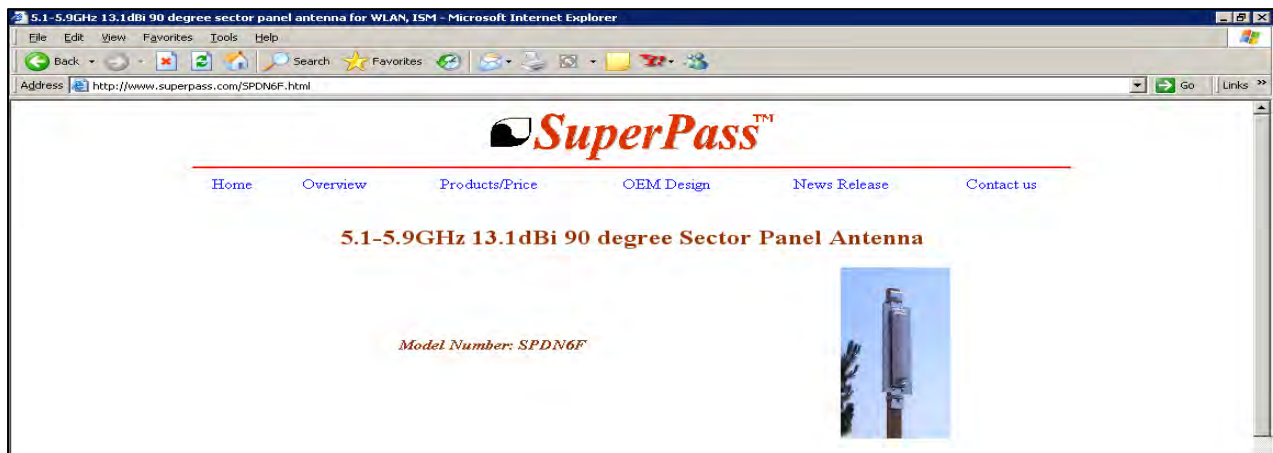 5.1-5.9GHz 13.1dBi 90 degree sector panel antenna for WLAN, ISM - Microsoft Internet Explorer
File Edit View Favorites Tools Help
Back Search Favorites
Address http://www.superpass.com/SPDN6F.html Go Links »
SuperPass™
Home Overview Products/Price OEM Design News Release Contact us
5.1-5.9GHz 13.1dBi 90 degree Sector Panel Antenna
Model Number: SPDN6F